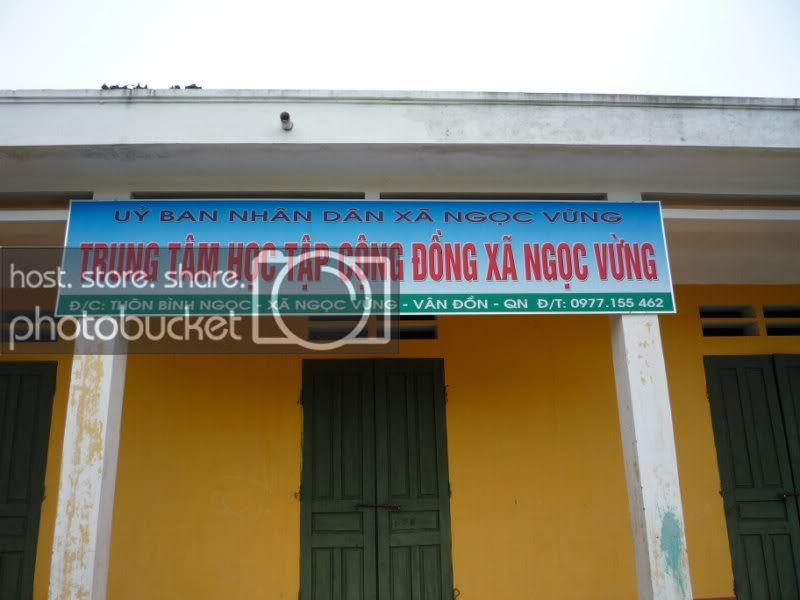 UỶ BAN NHÂN DÂN XÃ NGỌC VỪNG
TRUNG TÂM HỌC TẬP CỘNG ĐỒNG XÃ NGỌC VỪNG
Đ/C: THÔN BÌNH NGỌC - XÃ NGỌC VỪNG - VÂN ĐỒN - QN Đ/T: 0977.155 462
host. store. share.
photobucket